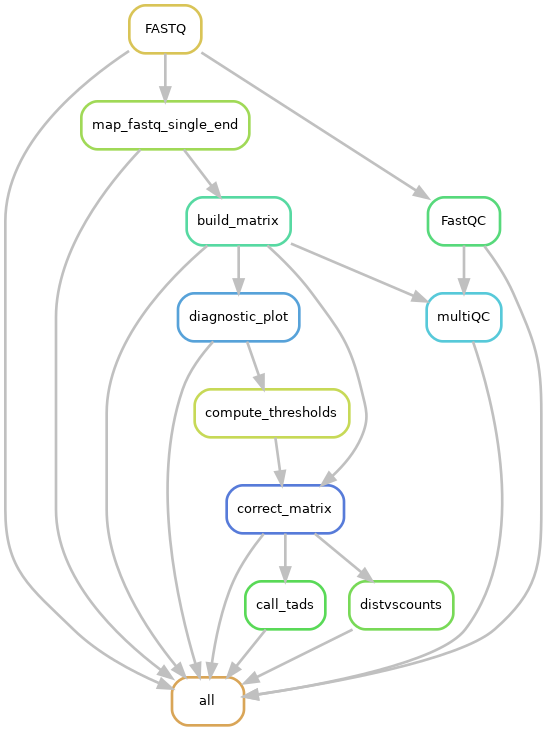 FASTQ
map_fastq_single_end
build_matrix
FastQC
diagnostic_plot
multiQC
compute_thresholds
correct_matrix
call_tads
distvscounts
all